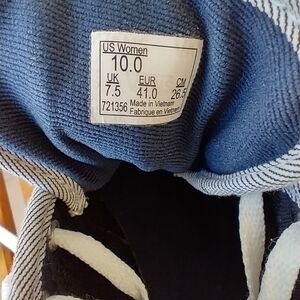 US Women
10.0
UK EUR CM
7.5 41.0 26.5
721356 Made in Vietnam
Fabrique en Vietnam